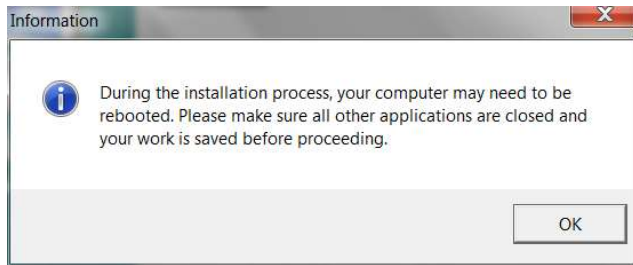 Information
During the installation process, your computer may need to be
rebooted. Please make sure all other applications are closed and
your work is saved before proceeding.
OK